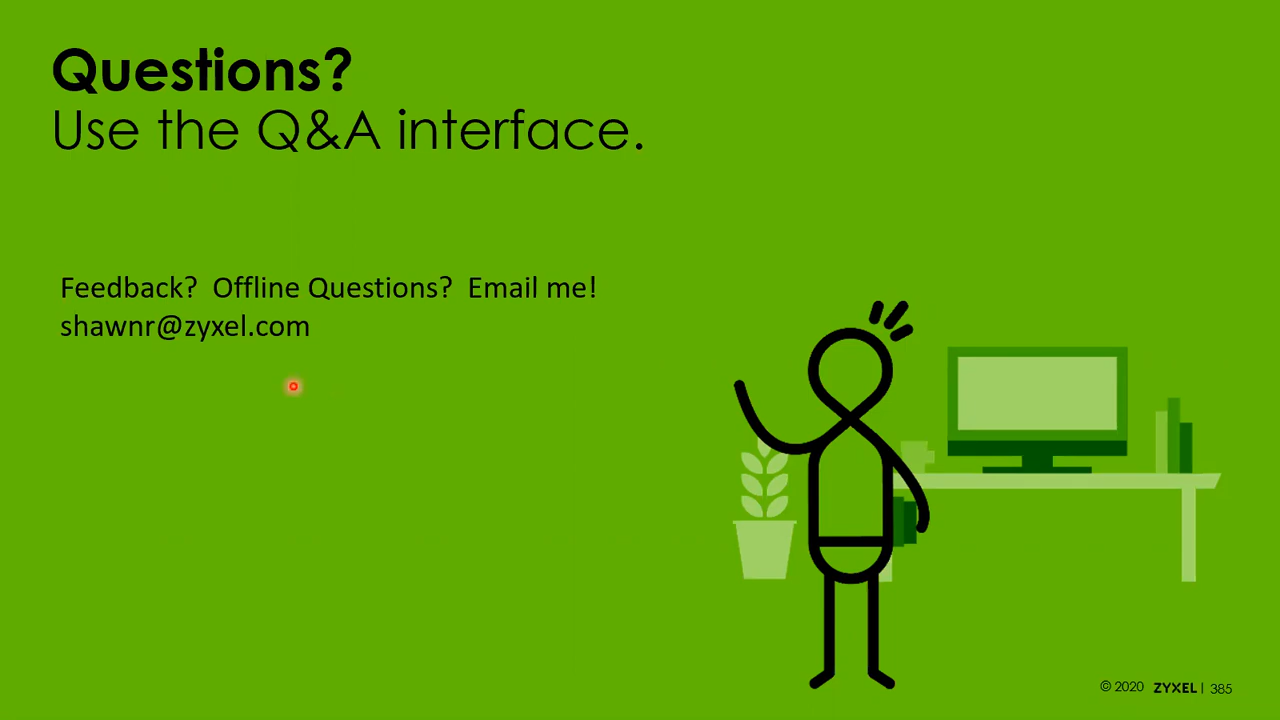 Questions?
Use the Q&A interface.
Feedback?  Offline Questions?  Email me!
shawnr@zyxel.com
© 2020 ZYXEL | 385